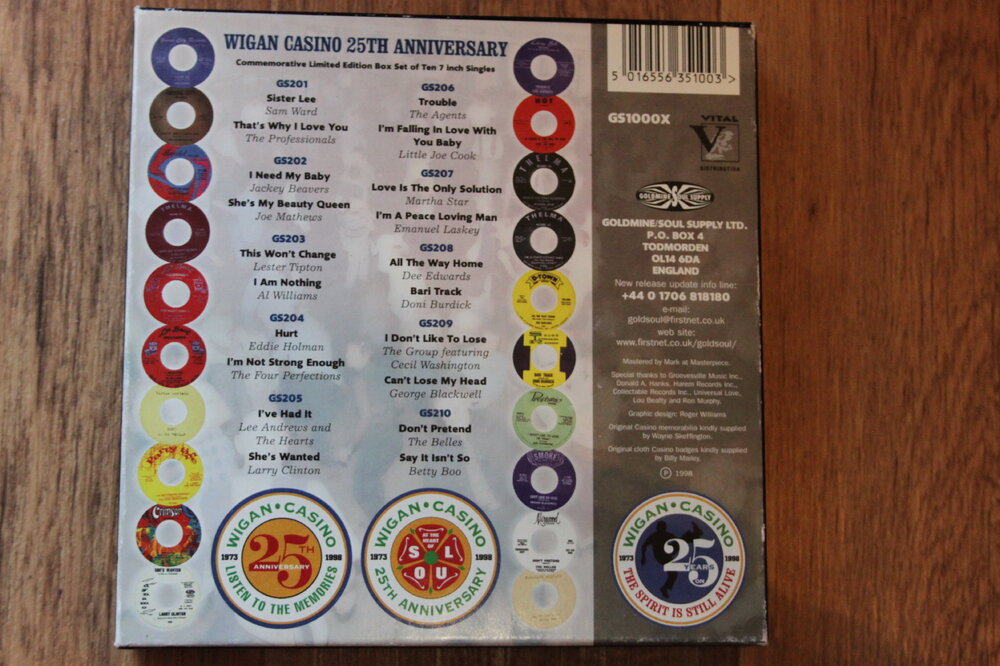 WIGAN CASINO 25TH ANNIVERSARY
Commemorative Limited Edition Box Set of Ten 7 inch Singles
GS201
Sister Lee
Sam Ward
That's Why I Love You
The Professionals
GS202
I Need My Baby
Jackey Beavers
She's My Beauty Queen
Joe Mathews
GS203
This Won't Change
Lester Tipton
I Am Nothing
Al Williams
GS204
Hurt
Eddie Holman
I'm Not Strong Enough
The Four Perfections
GS205
I've Had It
Lee Andrews and
The Hearts
She's Wanted
Larry Clinton
GS206
Trouble
The Agents
I'm Falling In Love With
You Baby
Little Joe Cook
GS207
Love Is The Only Solution
Martha Star
I'm A Peace Loving Man
Emanuel Laskey
GS208
All The Way Home
Dee Edwards
Bari Track
Doni Burdick
GS209
I Don't Like To Lose
The Group featuring
Cecil Washington
Can't Lose My Head
George Blackwell
GS210
Don't Pretend
The Belles
Say It Isn't So
Betty Boo
5 016556 351003 >
GS1000X
VITAL
V
DISTRIBUTION
GOLDMINE SOUL SUPPLY
GOLDMINE/SOUL SUPPLY LTD.
P.O. BOX 4
TODMORDEN
OL14 6DA
ENGLAND
New release update info line:
+44 0 1706 818180
e-mail:
goldsoul@firstnet.co.uk
web site:
www.firstnet.co.uk/goldsoul/
Mastered by Mark at Masterpiece.
Special thanks to Groovesville Music Inc.,
Donald A. Hanks, Harem Records Inc.,
Collectable Records Inc., Universal Love,
Lou Beatty and Ron Murphy.
Graphic design: Roger Williams
Original Casino memorabilia kindly supplied
by Wayne Skeffington.
Original cloth Casino badges kindly supplied
by Billy
℗ 1998
THELMA
Crimson
SHE'S WANTED
LARRY CLINTON
HOT
THELMA
THELMA
D-TOWN
SMOKE
WIGAN • CASINO
1973 25TH 1998
ANNIVERSARY
LISTEN TO THE MEMORIES
WIGAN • CASINO
AT THE
HEART
OF
1973 SOUL 1998
25TH ANNIVERSARY
WIGAN • CASINO
1973 25 1998
YEARS
ON
THE SPIRIT IS STILL ALIVE